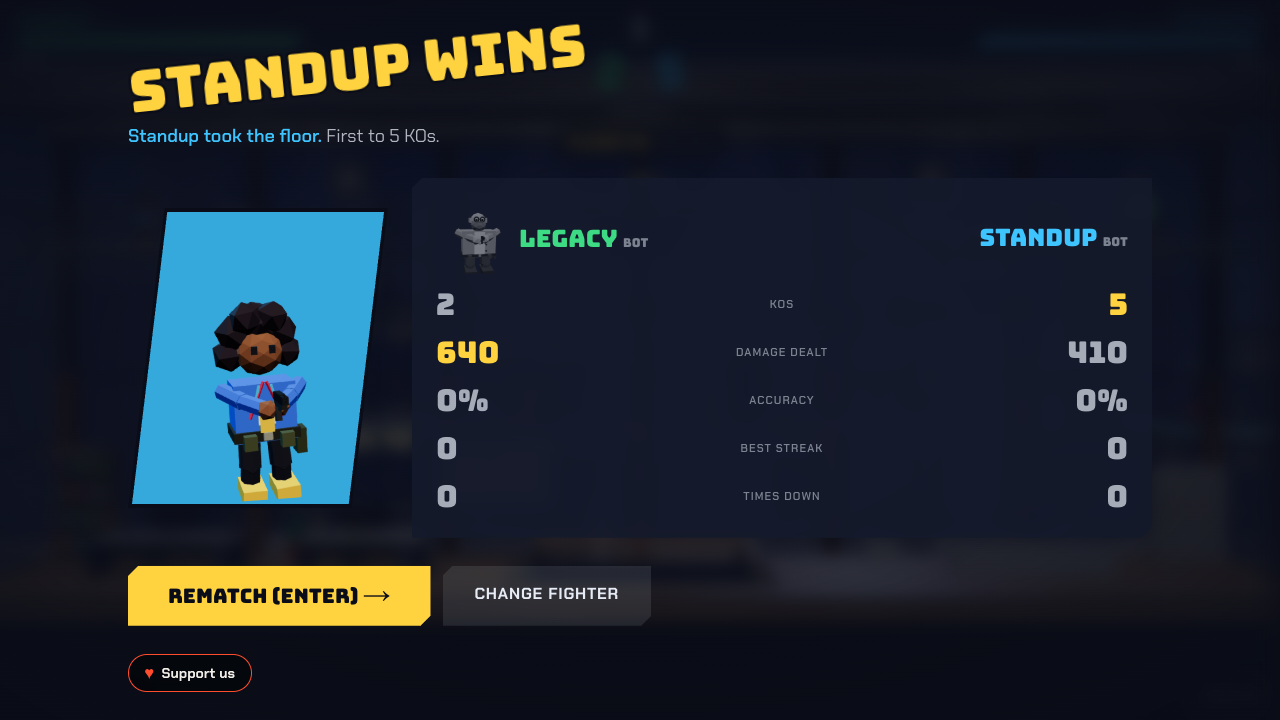 STANDUP WINS
Standup took the floor. First to 5 KOs.
LEGACY BOT
STANDUP BOT
2 KOS 5
640 DAMAGE DEALT 410
0% ACCURACY 0%
0 BEST STREAK 0
0 TIMES DOWN 0
REMATCH (ENTER) →
CHANGE FIGHTER
♥ Support us